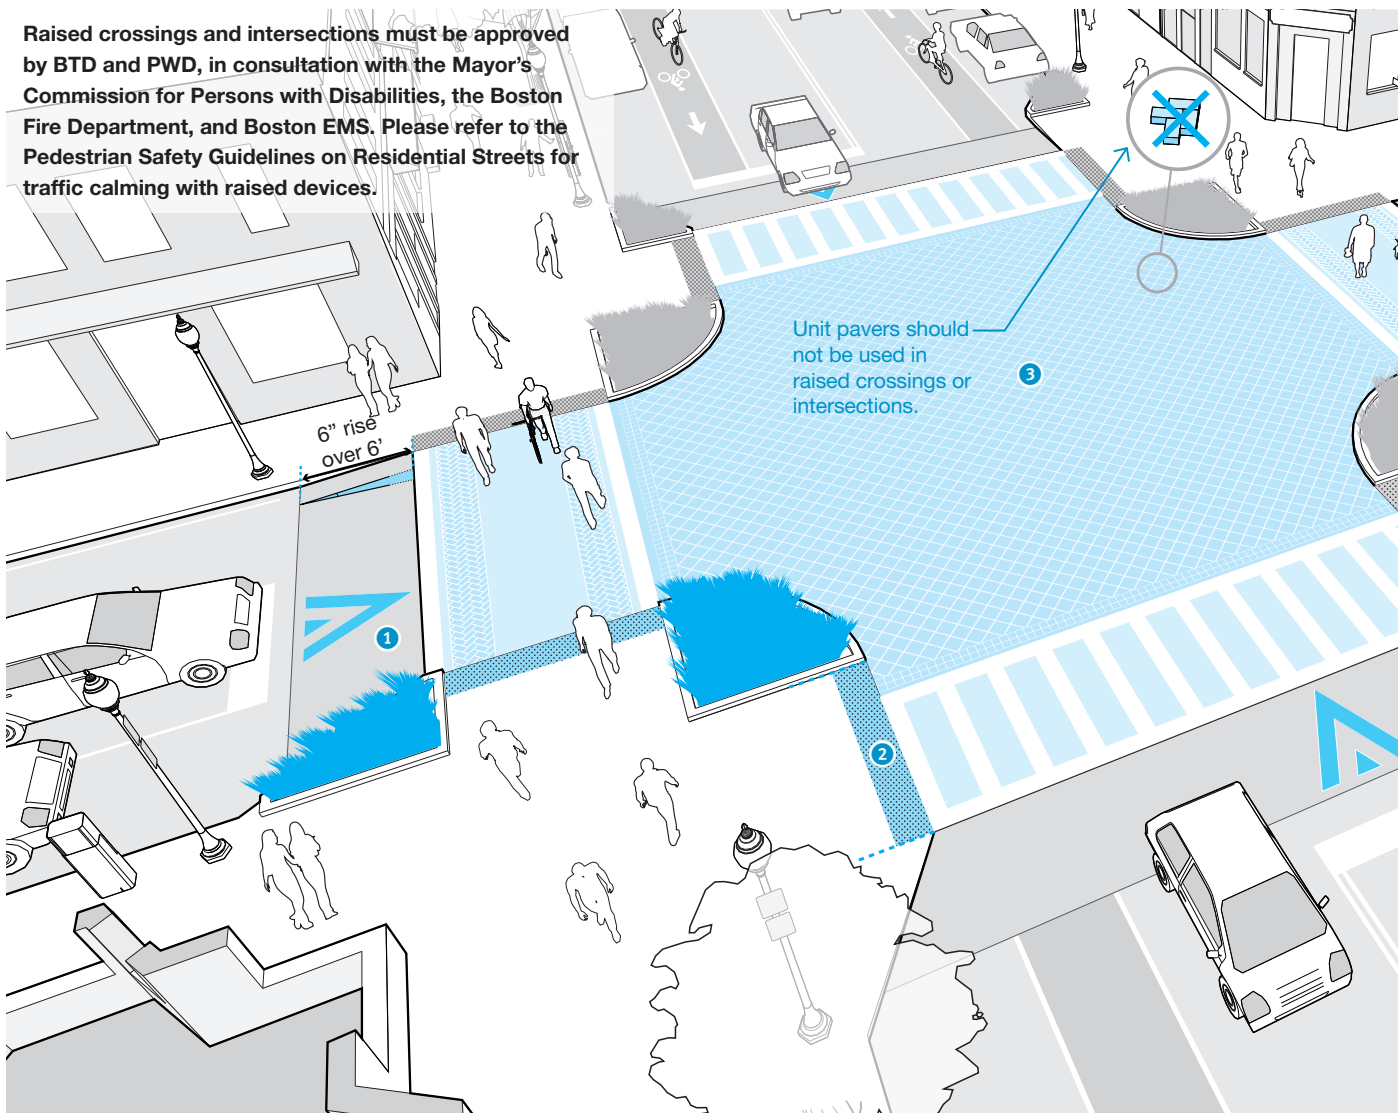 Raised crossings and intersections must be approved
by BTD and PWD, in consultation with the Mayor’s
Commission for Persons with Disabilities, the Boston
Fire Department, and Boston EMS. Please refer to the
Pedestrian Safety Guidelines on Residential Streets for
traffic calming with raised devices.
Unit pavers should
not be used in
raised crossings or
intersections.
3
6” rise
over 6’
1
2